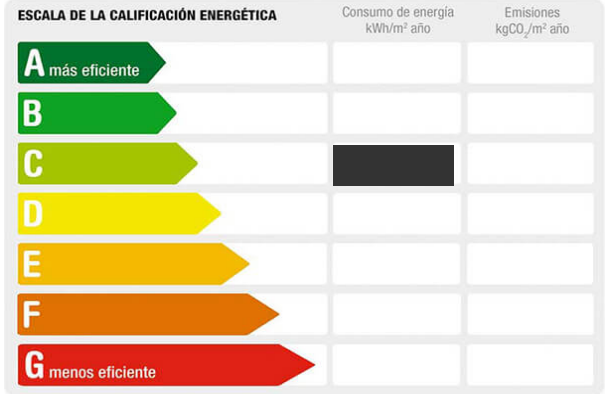 ESCALA DE LA CALIFICACIÓN ENERGÉTICA
Consumo de energía
kWh/m² año
Emisiones
kgCO₂/m² año
A más eficiente
B
C
D
E
F
G menos eficiente